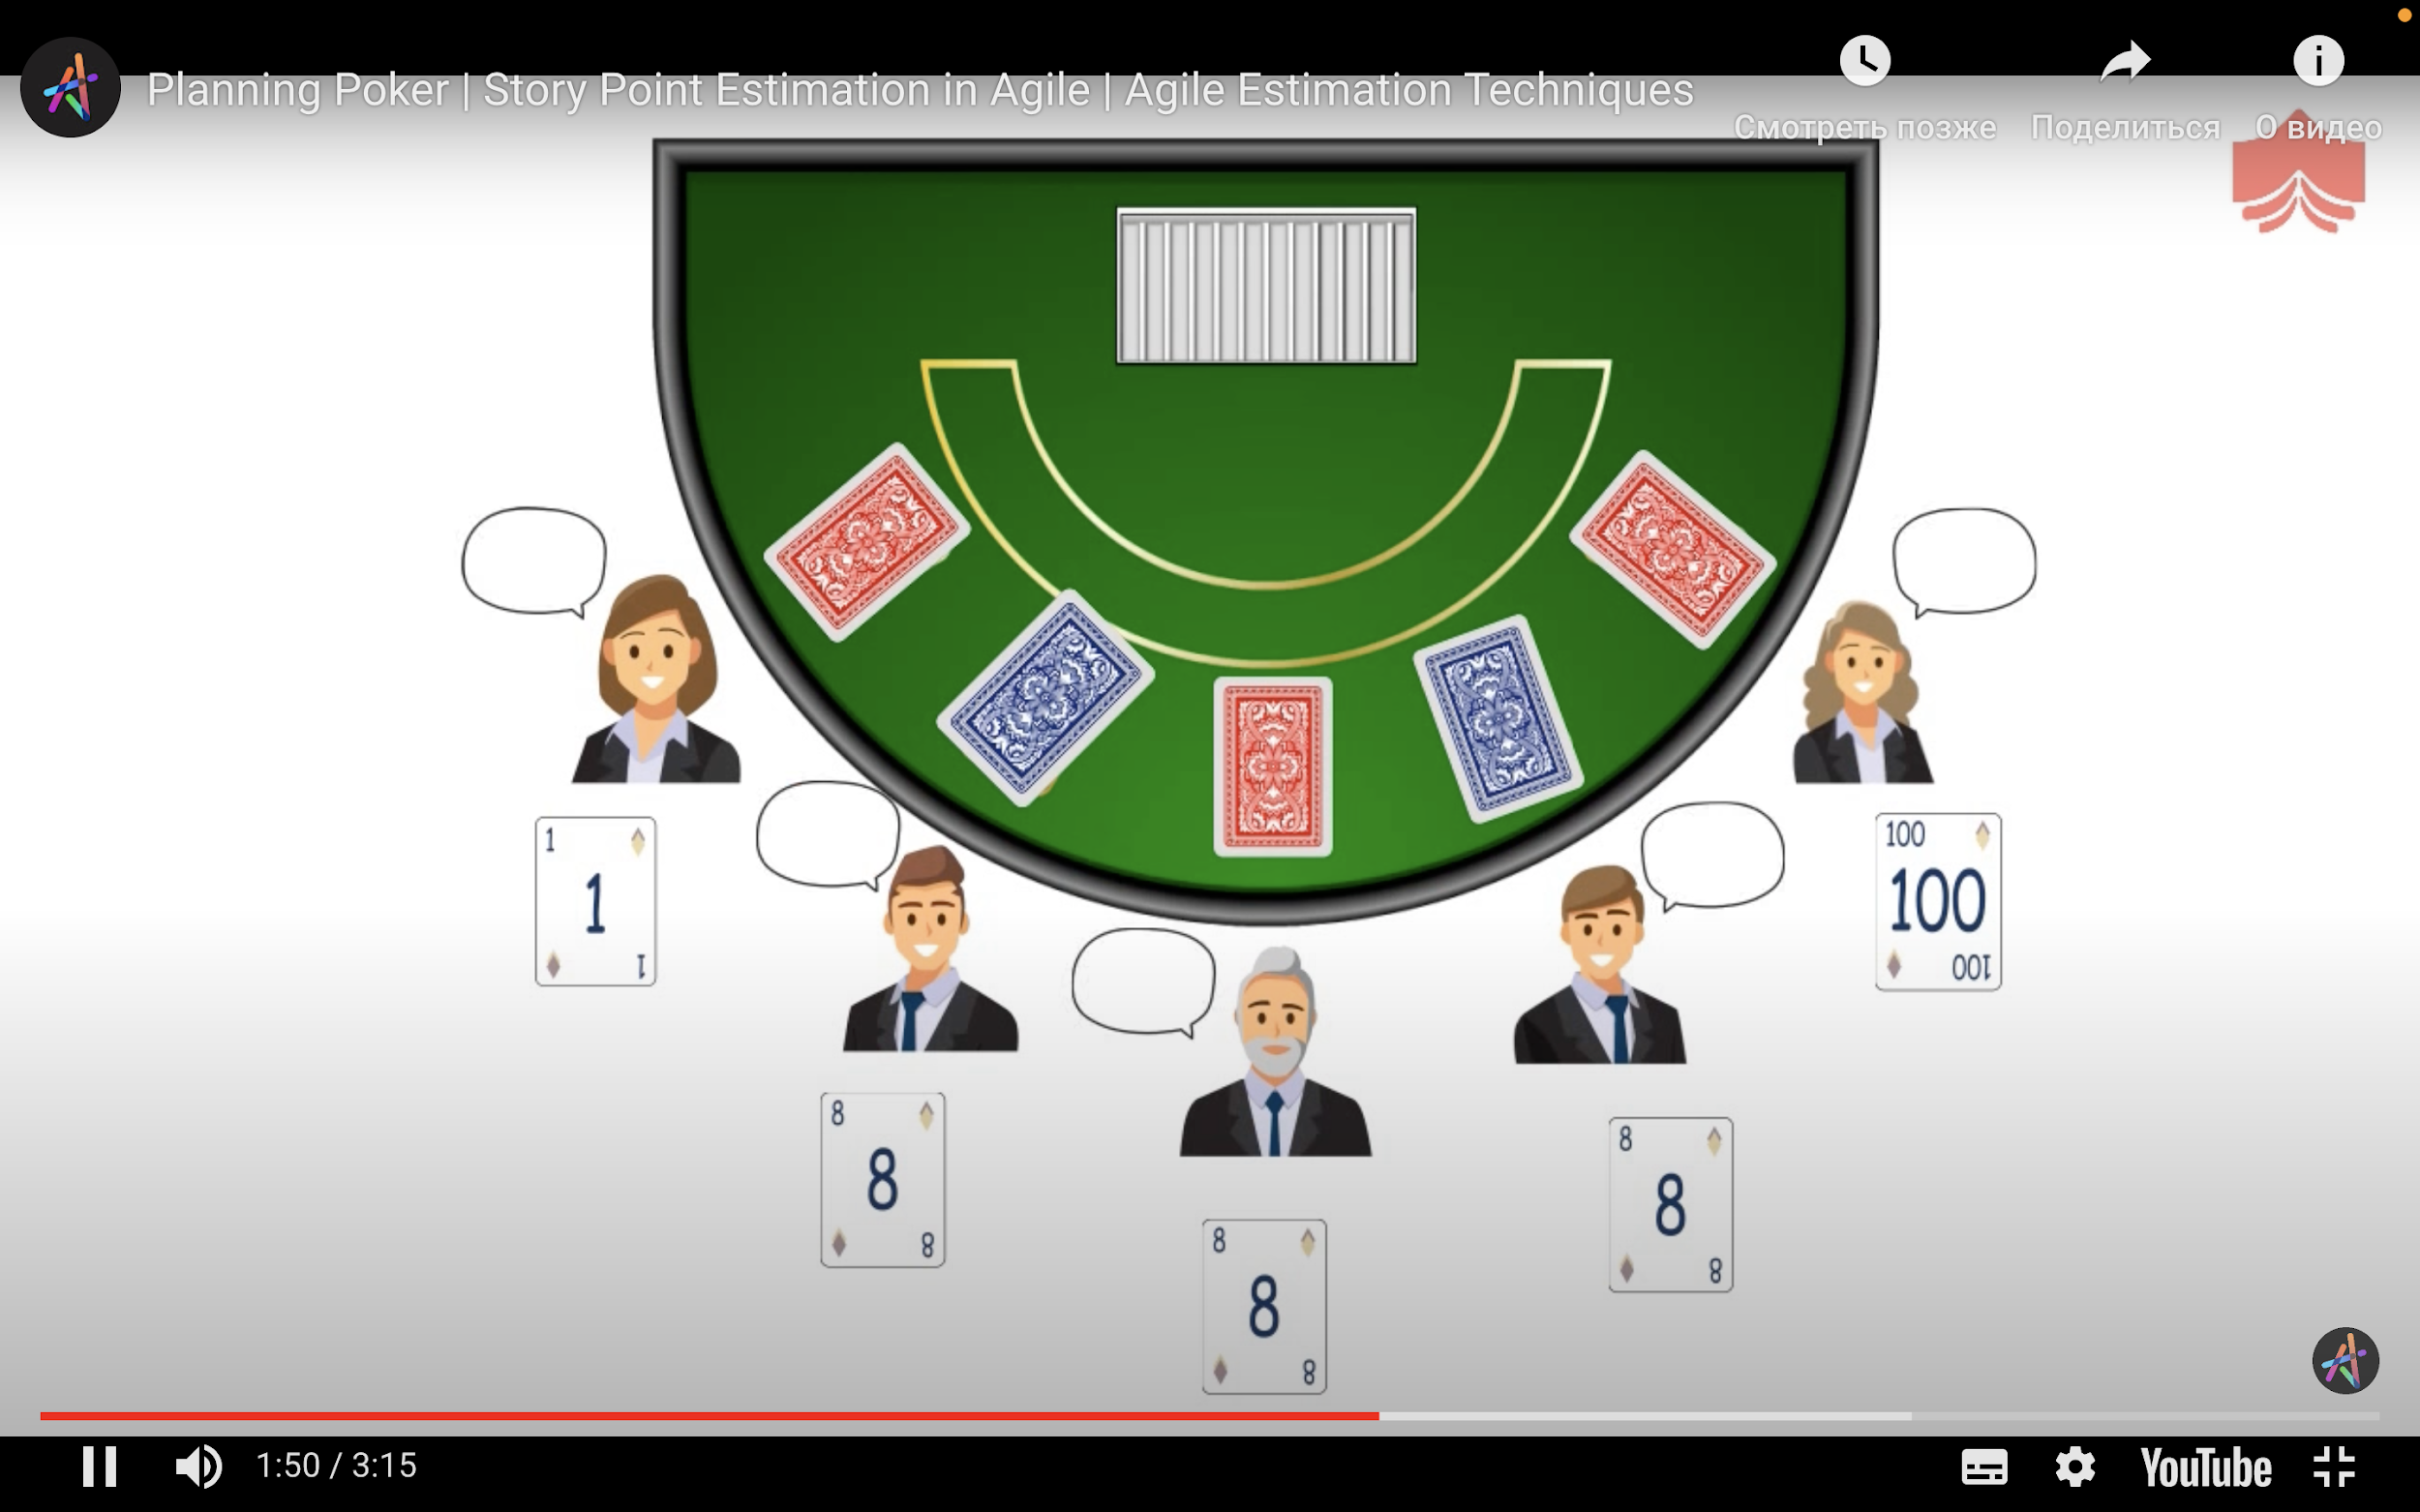 Planning Poker | Story Point Estimation in Agile | Agile Estimation Techniques
Смотреть позже
Поделиться
О видео
1
1
1
100
100
100
8
8
8
8
8
8
8
8
8
1:50 / 3:15
YouTube